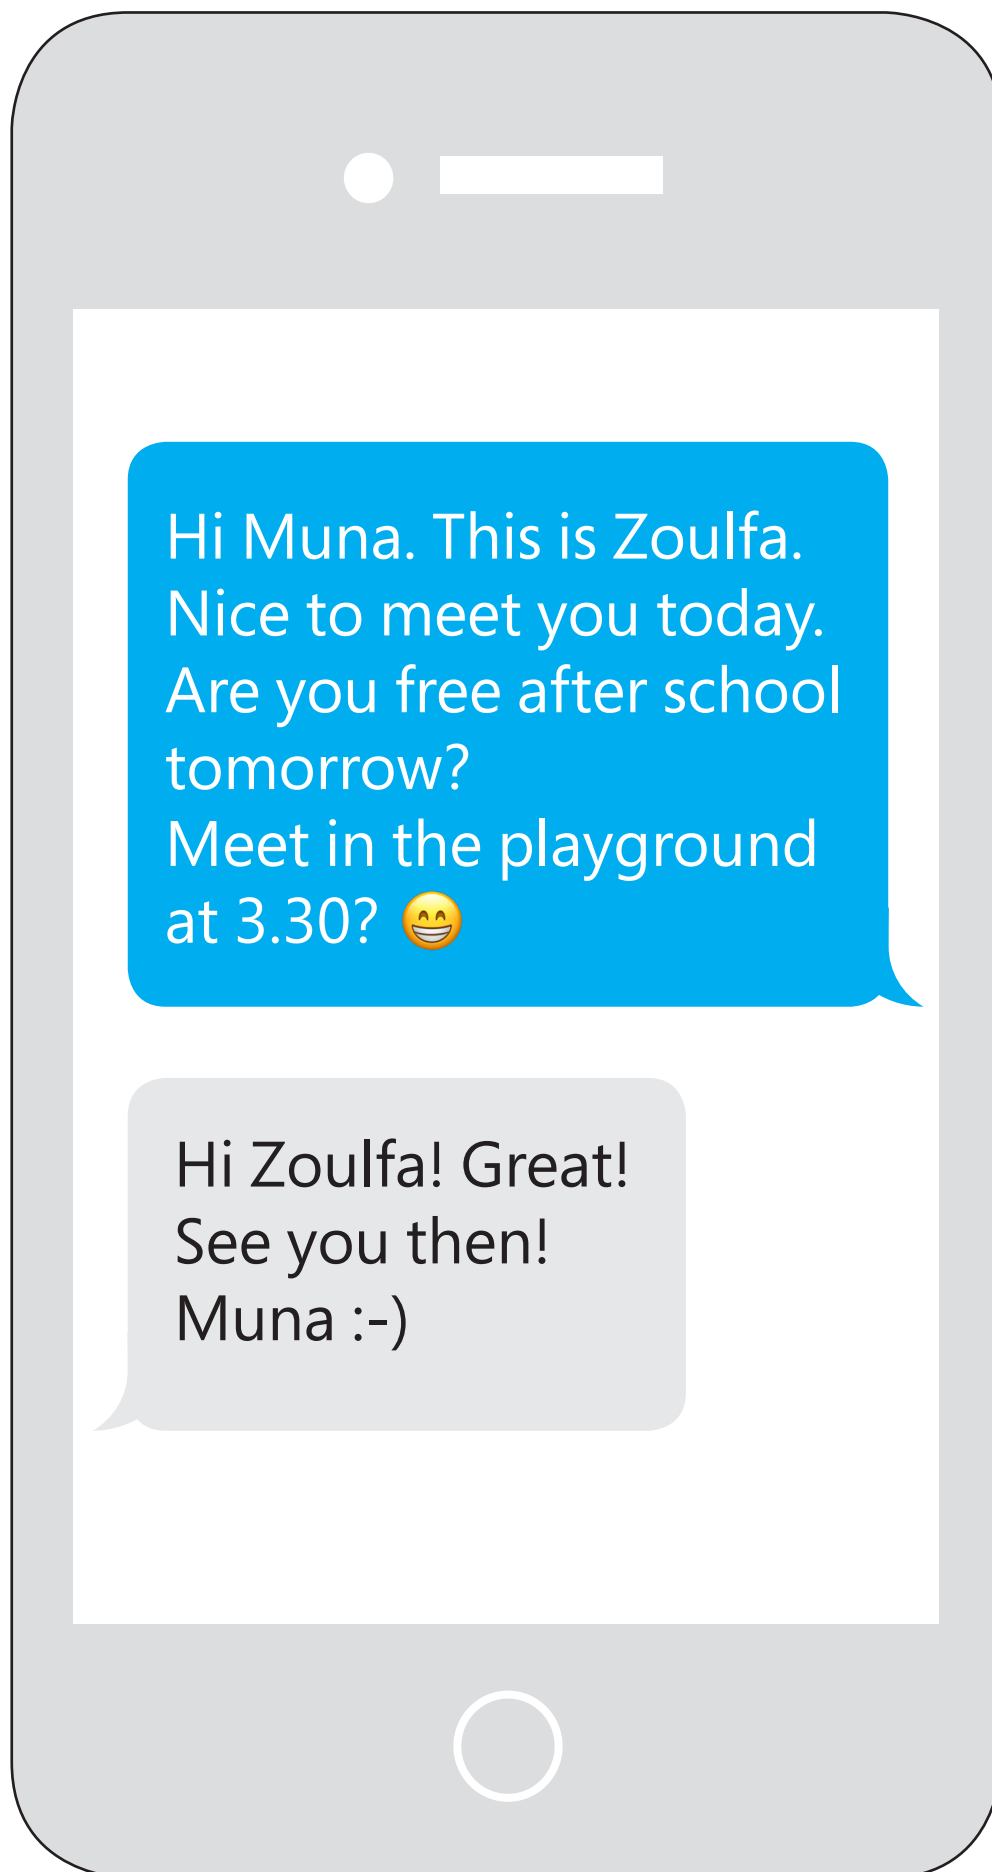 Hi Muna. This is Zoulfa.
Nice to meet you today.
Are you free after school
tomorrow?
Meet in the playground
at 3.30? 😁
Hi Zoulfa! Great!
See you then!
Muna :-)